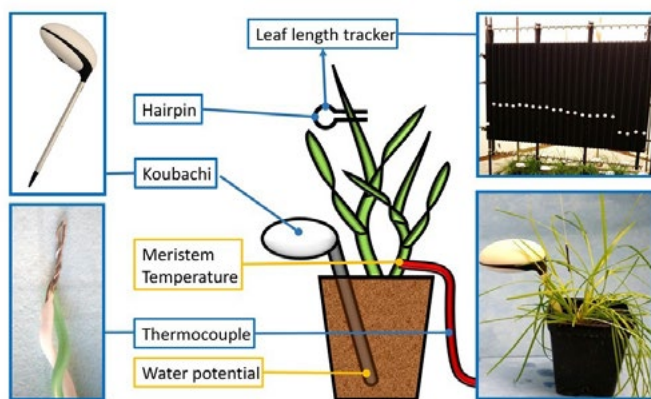 Leaf length tracker
Hairpin
Koubachi
Meristem
Temperature
Thermocouple
Water potential